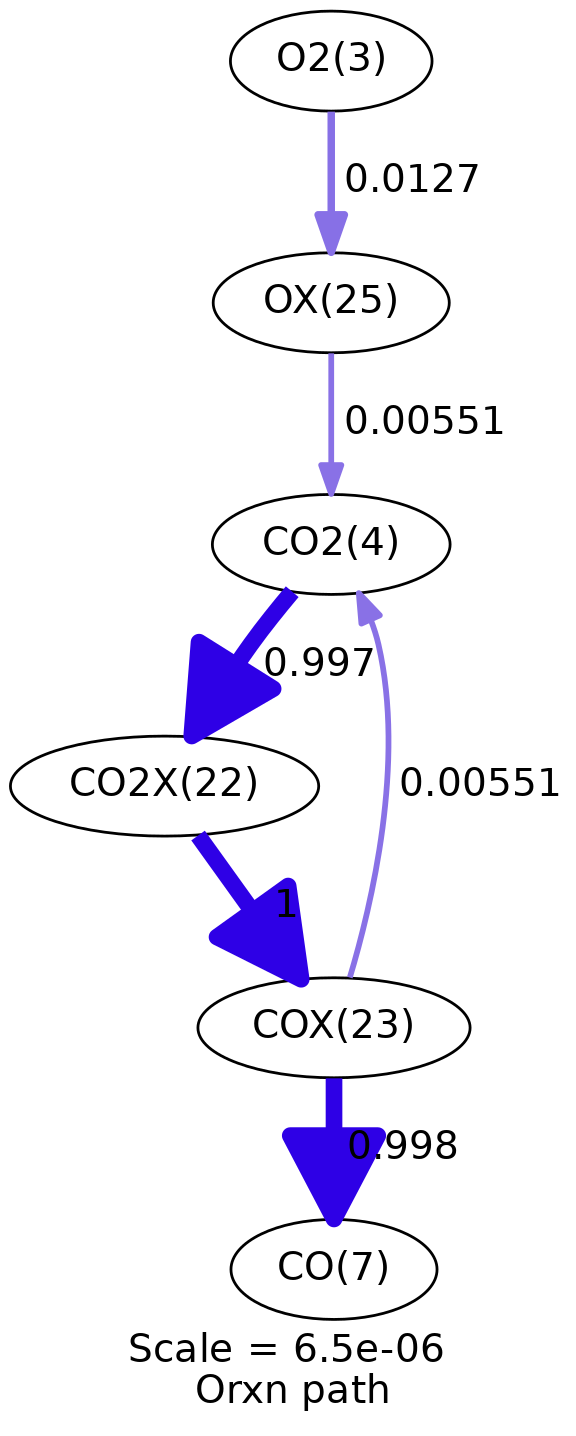 O2(3)
0.0127
OX(25)
0.00551
CO2(4)
0.997
CO2X(22)
0.00551
1
COX(23)
0.998
CO(7)
Scale = 6.5e-06
Orxn path